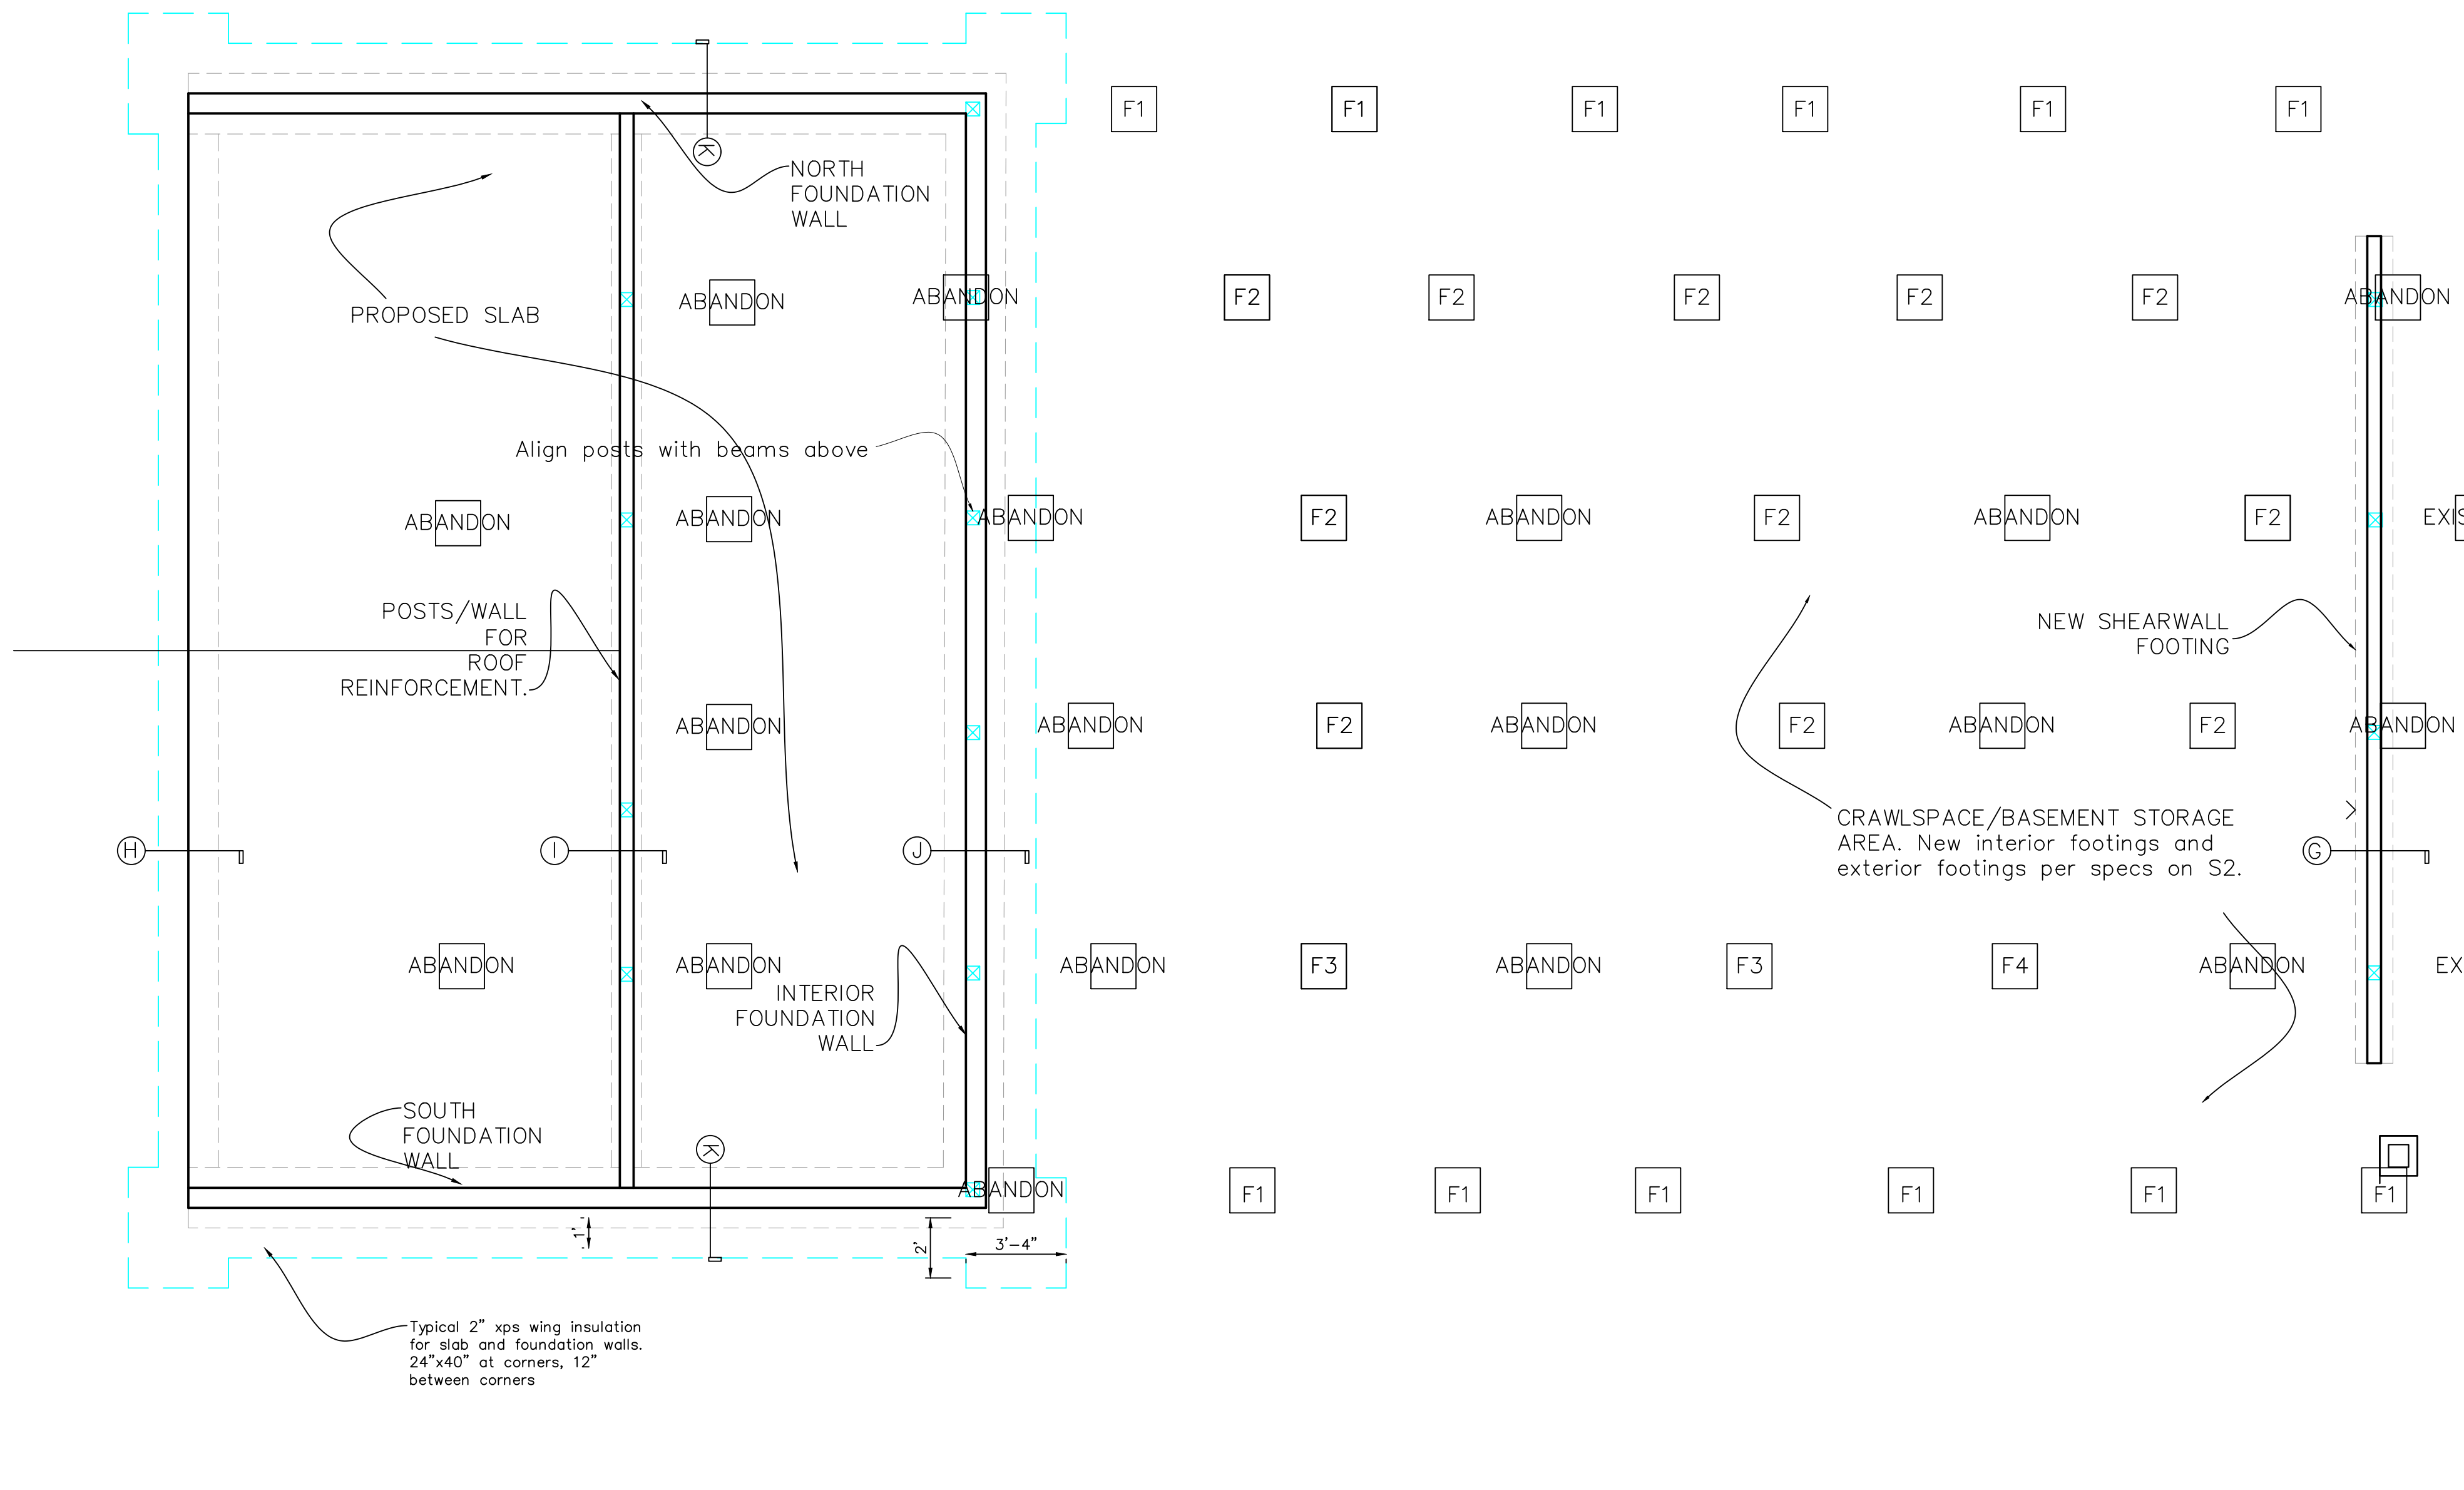 F1
F1
F1
F1
F1
F1
K
NORTH
FOUNDATION
WALL
PROPOSED SLAB
ABANDON
ABANDON
F2
F2
F2
F2
F2
ABANDON
Align posts with beams above
ABANDON
ABANDON
ABANDON
F2
ABANDON
F2
ABANDON
F2
POSTS/WALL
FOR
ROOF
REINFORCEMENT.
NEW SHEARWALL
FOOTING
ABANDON
ABANDON
F2
ABANDON
F2
ABANDON
F2
ABANDON
CRAWLSPACE/BASEMENT STORAGE
AREA. New interior footings and
exterior footings per specs on S2.
H
I
J
G
ABANDON
ABANDON
ABANDON
F3
ABANDON
F3
F4
ABANDON
INTERIOR
FOUNDATION
WALL
SOUTH
FOUNDATION
WALL
K
ABANDON
F1
F1
F1
F1
F1
F1
1'
2'
3'-4"
Typical 2" xps wing insulation
for slab and foundation walls.
24"x40" at corners, 12"
between corners